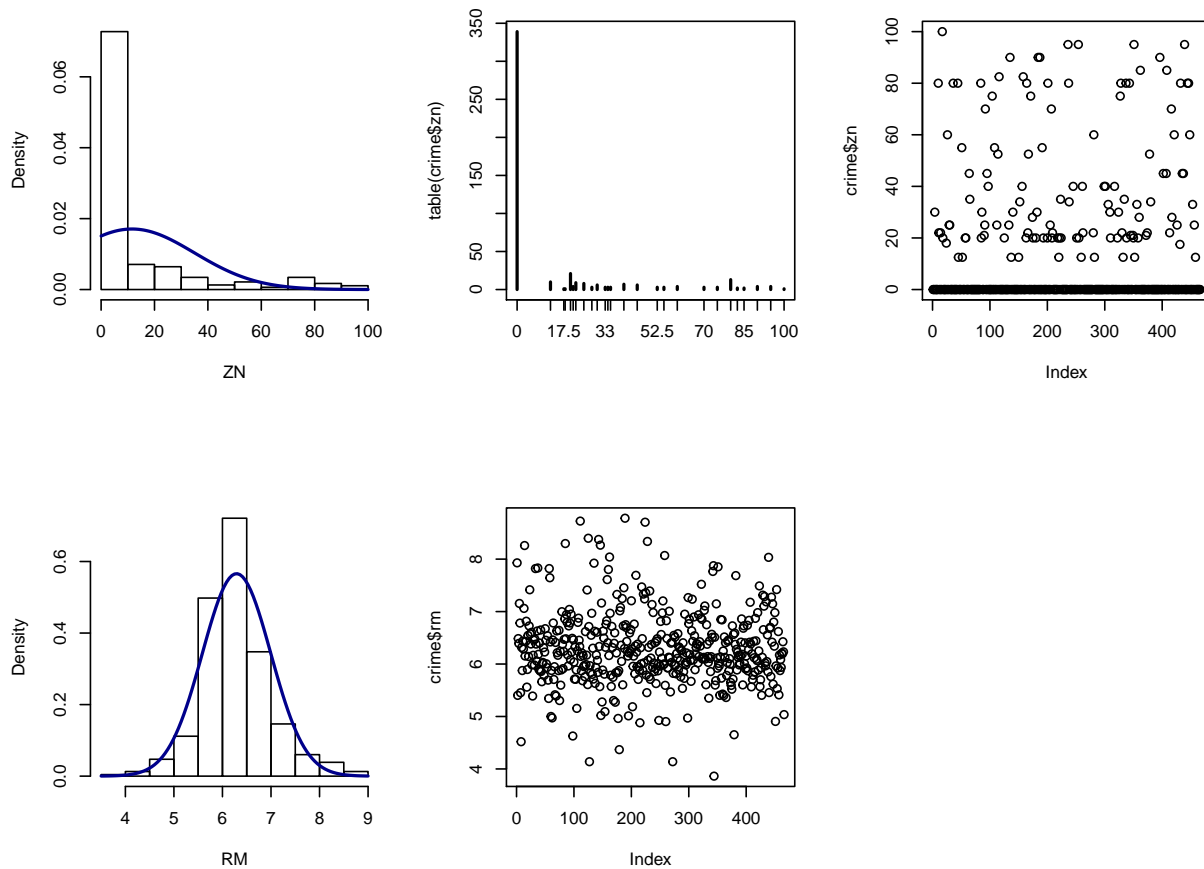 Density
0.00 0.02 0.04 0.06
0 20 40 60 80 100
ZN
table(crime$zn)
0 50 150 250 350
0 17.5 33 52.5 70 85 100
crime$zn
0 20 40 60 80 100
0 100 200 300 400
Index
Density
0.0 0.2 0.4 0.6
4 5 6 7 8 9
RM
crime$rm
4 5 6 7 8
0 100 200 300 400
Index